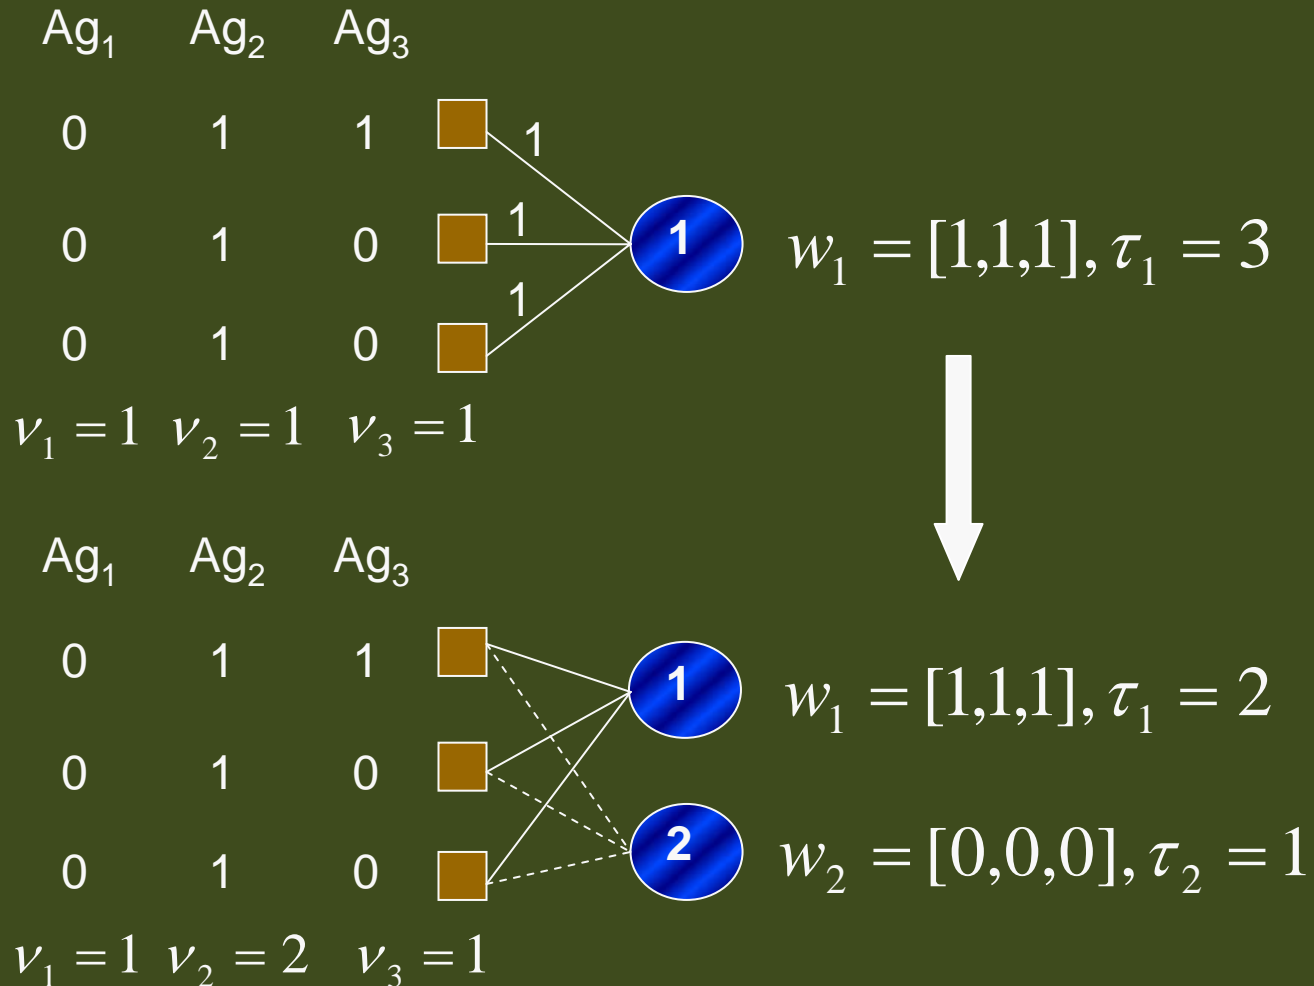 Ag₁ Ag₂ Ag₃
0 1 1 1
0 1 0 1 1 w₁ = [1,1,1], τ₁ = 3
1
0 1 0
ν₁ = 1 ν₂ = 1 ν₃ = 1
Ag₁ Ag₂ Ag₃
0 1 1 1 w₁ = [1,1,1], τ₁ = 2
0 1 0
0 1 0 2 w₂ = [0,0,0], τ₂ = 1
ν₁ = 1 ν₂ = 2 ν₃ = 1